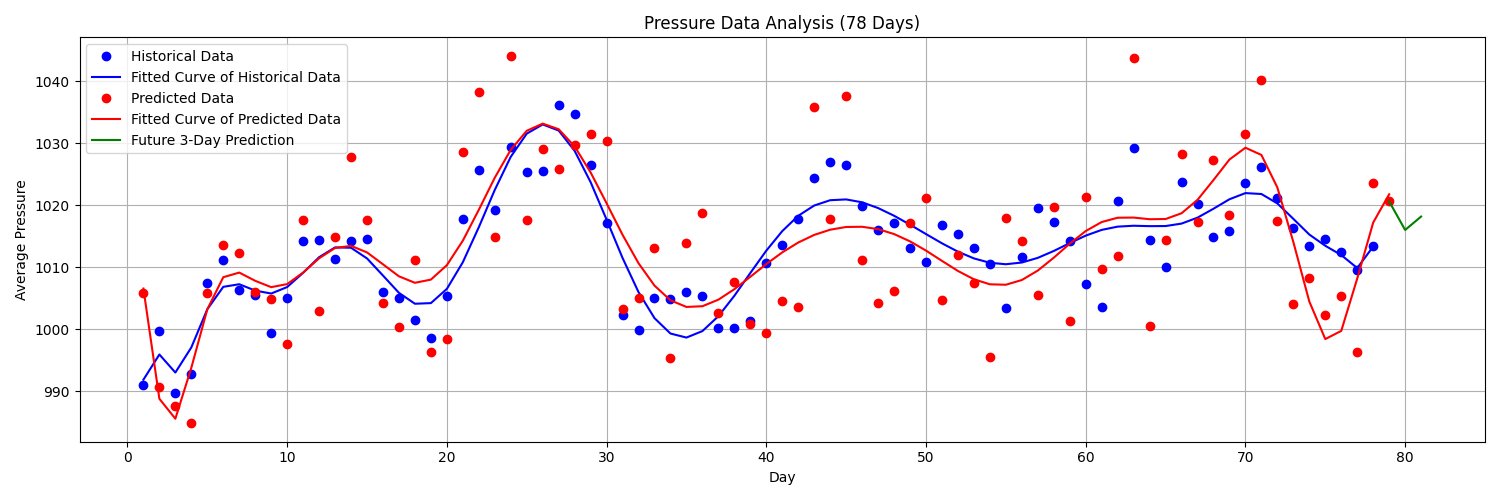 Pressure Data Analysis (78 Days)
Historical Data
Fitted Curve of Historical Data
Predicted Data
Fitted Curve of Predicted Data
Future 3-Day Prediction
Average Pressure
1040
1030
1020
1010
1000
990
0 10 20 30 40 50 60 70 80
Day